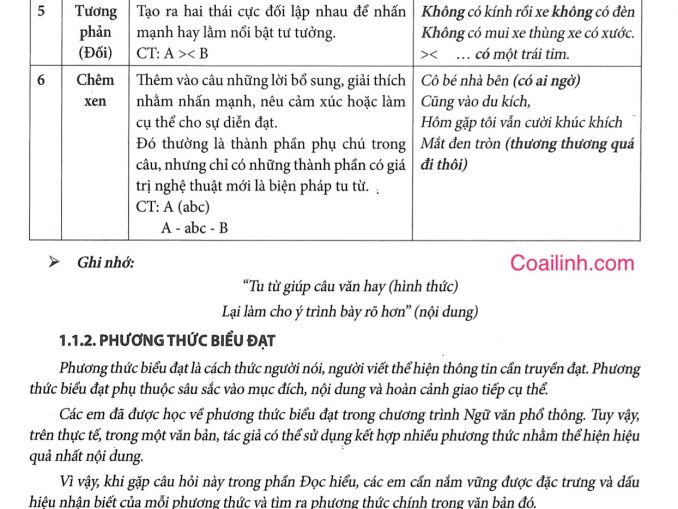 5 Tương phản (Đối)
Tạo ra hai thái cực đối lập nhau để nhấn
mạnh hay làm nổi bật tư tưởng.
CT: A >< B
Không có kính rồi xe không có đèn
Không có mui xe thùng xe có xước.
>< … có một trái tim.
6 Chêm xen
Thêm vào câu những lời bổ sung, giải thích
nhằm nhấn mạnh, nêu cảm xúc hoặc làm
cụ thể cho sự diễn đạt.
Đó thường là thành phần phụ chú trong
câu, nhưng chỉ có những thành phần có giá
trị nghệ thuật mới là biện pháp tu từ.
CT: A (abc)
A - abc - B
Cô bé nhà bên (có ai ngờ)
Cũng vào du kích,
Hôm gặp tôi vẫn cười khúc khích
Mắt đen tròn (thương thương quá
đi thôi)
➢ Ghi nhớ:
Coailinh.com
“Tu từ giúp câu văn hay (hình thức)
Lại làm cho ý trình bày rõ hơn” (nội dung)
1.1.2. PHƯƠNG THỨC BIỂU ĐẠT
Phương thức biểu đạt là cách thức người nói, người viết thể hiện thông tin cần truyền đạt. Phương
thức biểu đạt phụ thuộc sâu sắc vào mục đích, nội dung và hoàn cảnh giao tiếp cụ thể.
Các em đã được học về phương thức biểu đạt trong chương trình Ngữ văn phổ thông. Tuy vậy,
trên thực tế, trong một văn bản, tác giả có thể sử dụng kết hợp nhiều phương thức nhằm thể hiện hiệu
quả nhất nội dung.
Vì vậy, khi gặp câu hỏi này trong phần Đọc hiểu, các em cần nắm vững được đặc trưng và dấu
hiệu nhận biết của mỗi phương thức và tìm ra phương thức chính trong văn bản đó.